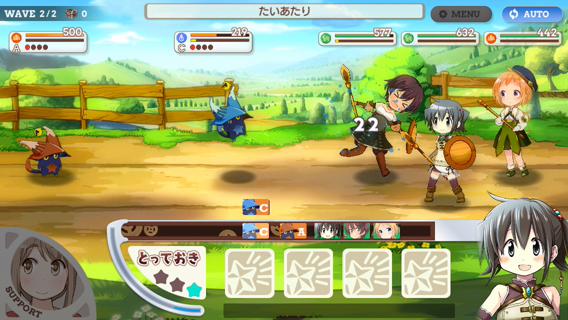 WAVE 2/2 0
たいあたり
MENU
AUTO
500
219
577
632
442
A
C
22
C
C A
とっておき
SUPPORT